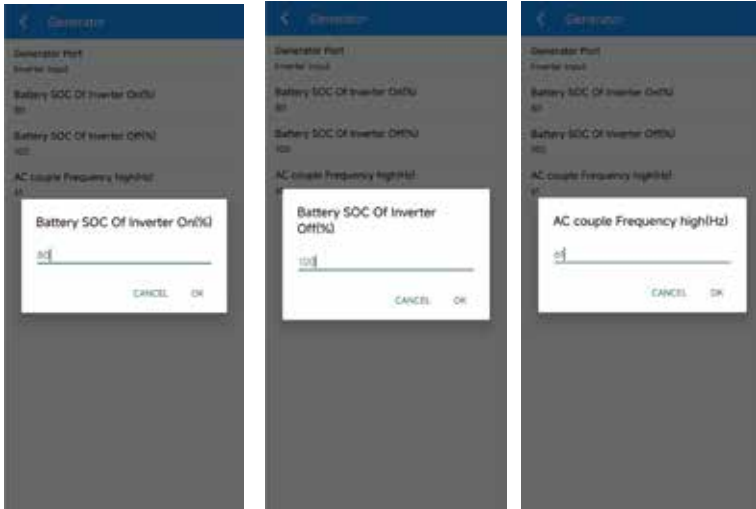 Generator
Generator Port
Inverter Input
Battery SOC Of Inverter On(%)
Battery SOC Of Inverter Off(%)
100
AC couple Frequency high(Hz)
Battery SOC Of Inverter On(%)
CANCEL OK
Generator
Generator Port
Inverter Input
Battery SOC Of Inverter On(%)
Battery SOC Of Inverter Off(%)
100
AC couple Frequency high(Hz)
Battery SOC Of Inverter
Off(%)
100
CANCEL OK
Generator
Generator Port
Inverter Input
Battery SOC Of Inverter On(%)
Battery SOC Of Inverter Off(%)
100
AC couple Frequency high(Hz)
AC couple Frequency high(Hz)
CANCEL OK